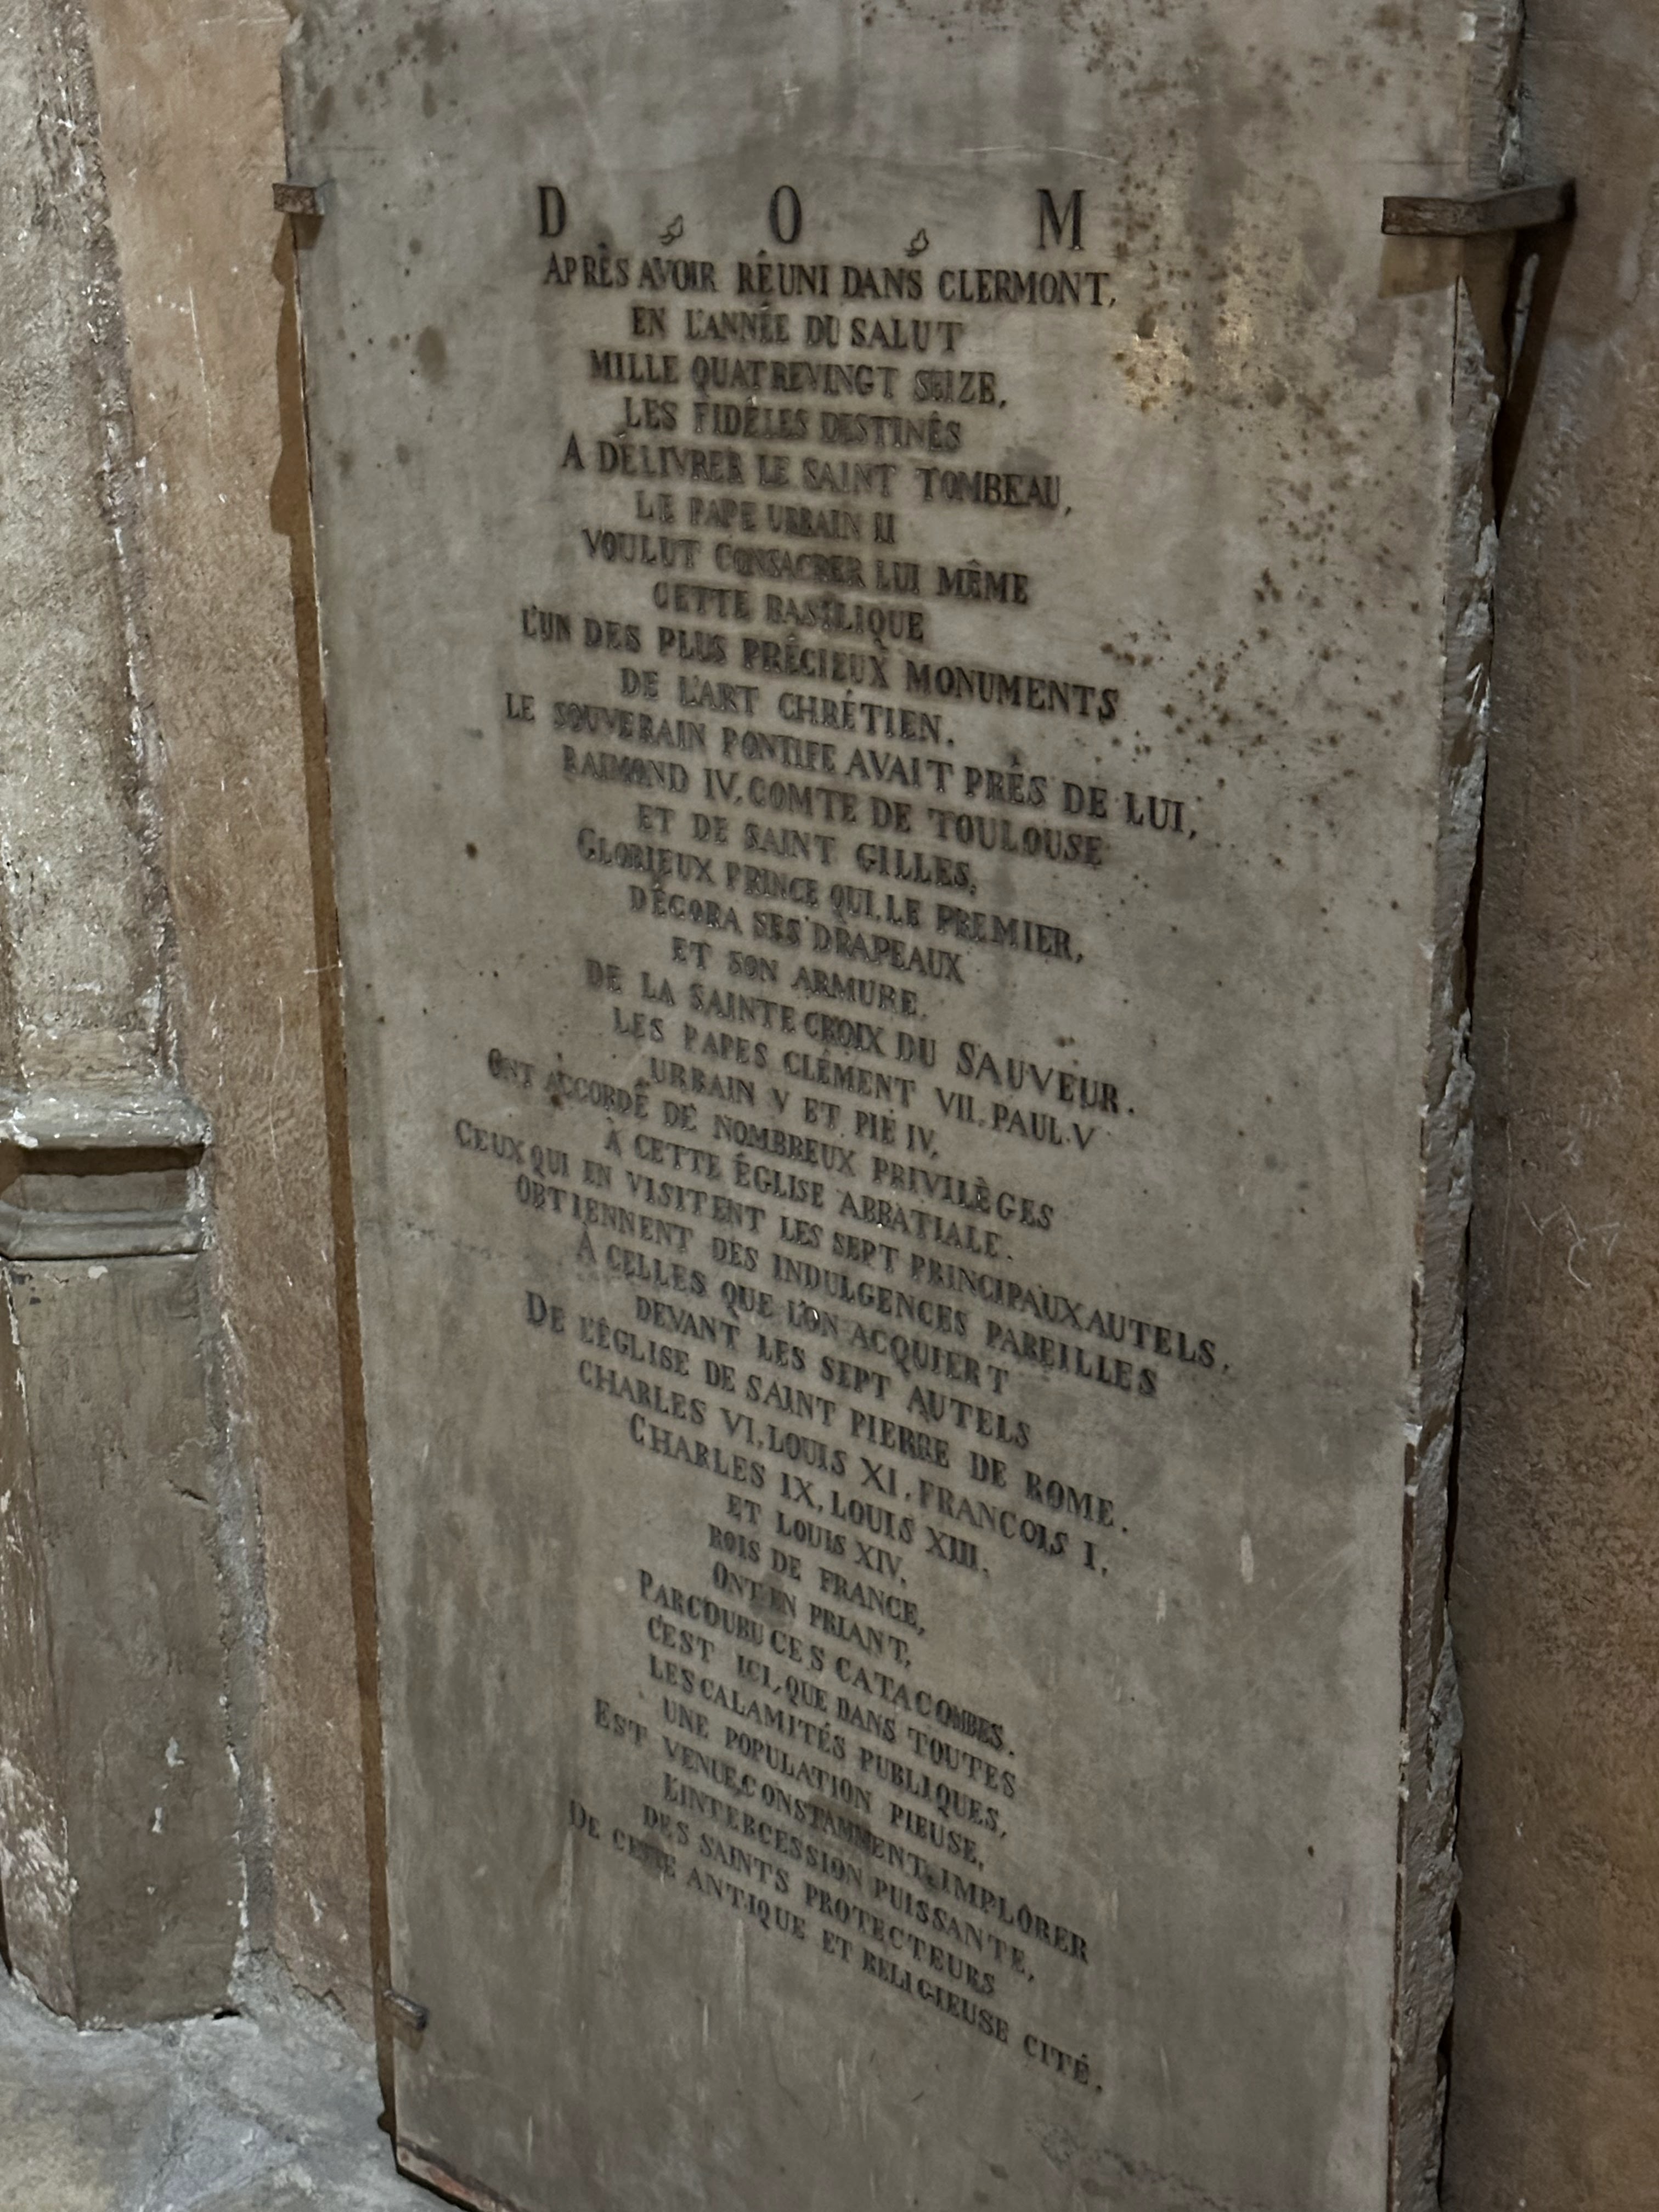 D O M
APRÈS AVOIR RÉUNI DANS CLERMONT,
EN L'ANNÉE DU SALUT
MILLE QUATREVINGT SEIZE,
LES FIDÈLES DESTINÉS
A DÉLIVRER LE SAINT TOMBEAU,
LE PAPE URBAIN II
VOULUT CONSACRER LUI MÊME
CETTE BASILIQUE
L'UN DES PLUS PRÉCIEUX MONUMENTS
DE L'ART CHRÉTIEN.
LE SOUVERAIN PONTIFE AVAIT PRÈS DE LUI,
RAIMOND IV, COMTE DE TOULOUSE
ET DE SAINT GILLES,
GLORIEUX PRINCE QUI, LE PREMIER,
DÉCORA SES DRAPEAUX
ET SON ARMURE,
DE LA SAINTE CROIX DU SAUVEUR.
LES PAPES CLÉMENT VII, PAUL V
URBAIN V ET PIE IV,
ONT ACCORDÉ DE NOMBREUX PRIVILÈGES
À CETTE ÉGLISE ABBATIALE.
CEUX QUI EN VISITENT LES SEPT PRINCIPAUX AUTELS,
OBTIENNENT DES INDULGENCES PAREILLES
À CELLES QUE L'ON ACQUIERT
DEVANT LES SEPT AUTELS
DE L'ÉGLISE DE SAINT PIERRE DE ROME.
CHARLES VI, LOUIS XI, FRANCOIS I,
CHARLES IX, LOUIS XIII,
ET LOUIS XIV,
ROIS DE FRANCE,
ONT EN PRIANT,
PARCOURU CES CATACOMBES.
C'EST ICI, QUE DANS TOUTES
LES CALAMITÉS PUBLIQUES,
UNE POPULATION PIEUSE,
EST VENUE, CONSTAMMENT, IMPLORER
L'INTERCESSION PUISSANTE,
DES SAINTS PROTECTEURS
DE CETTE ANTIQUE ET RELIGIEUSE CITÉ.